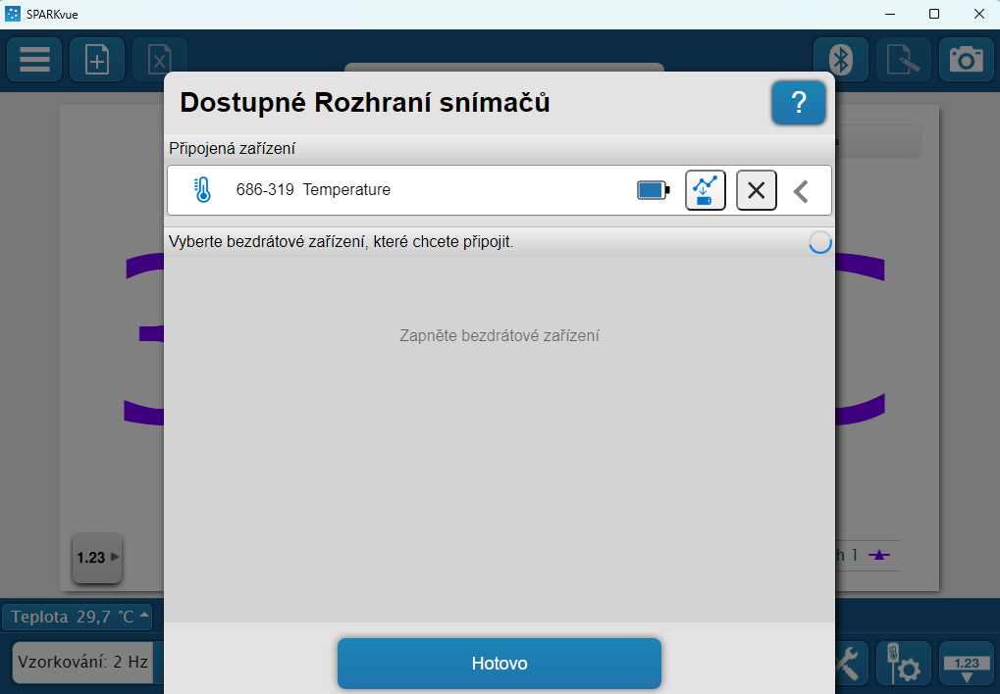 SPARKvue
Dostupné Rozhraní snímačů
?
Připojená zařízení
686-319 Temperature
Vyberte bezdrátové zařízení, které chcete připojit.
Zapněte bezdrátové zařízení
1.23
h 1
Teplota 29,7 °C
Vzorkování: 2 Hz
Hotovo
1.23